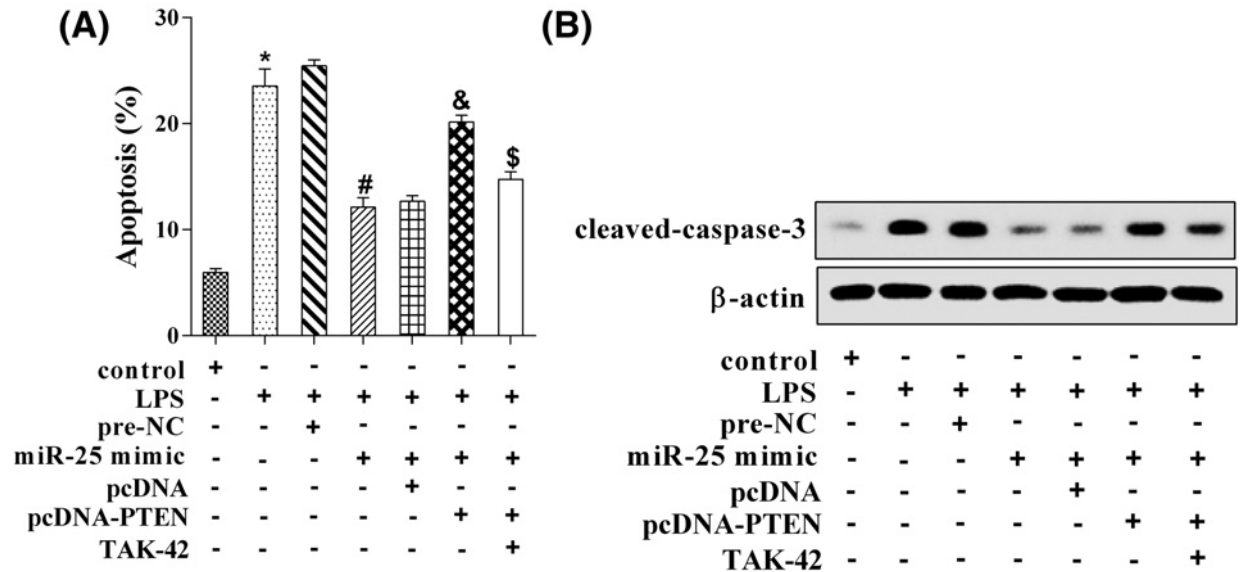 (A)
30
20
10
0
Apoptosis (%)
*
#
&
$
control + - - - - - -
LPS - + + + + + +
pre-NC - - + - - - -
miR-25 mimic - - - + + + +
pcDNA - - - - + - -
pcDNA-PTEN - - - - - + +
TAK-42 - - - - - - +
(B)
cleaved-caspase-3
β-actin
control + - - - - - -
LPS - + + + + + +
pre-NC - - + - - - -
miR-25 mimic - - - + + + +
pcDNA - - - - + - -
pcDNA-PTEN - - - - - + +
TAK-42 - - - - - - +